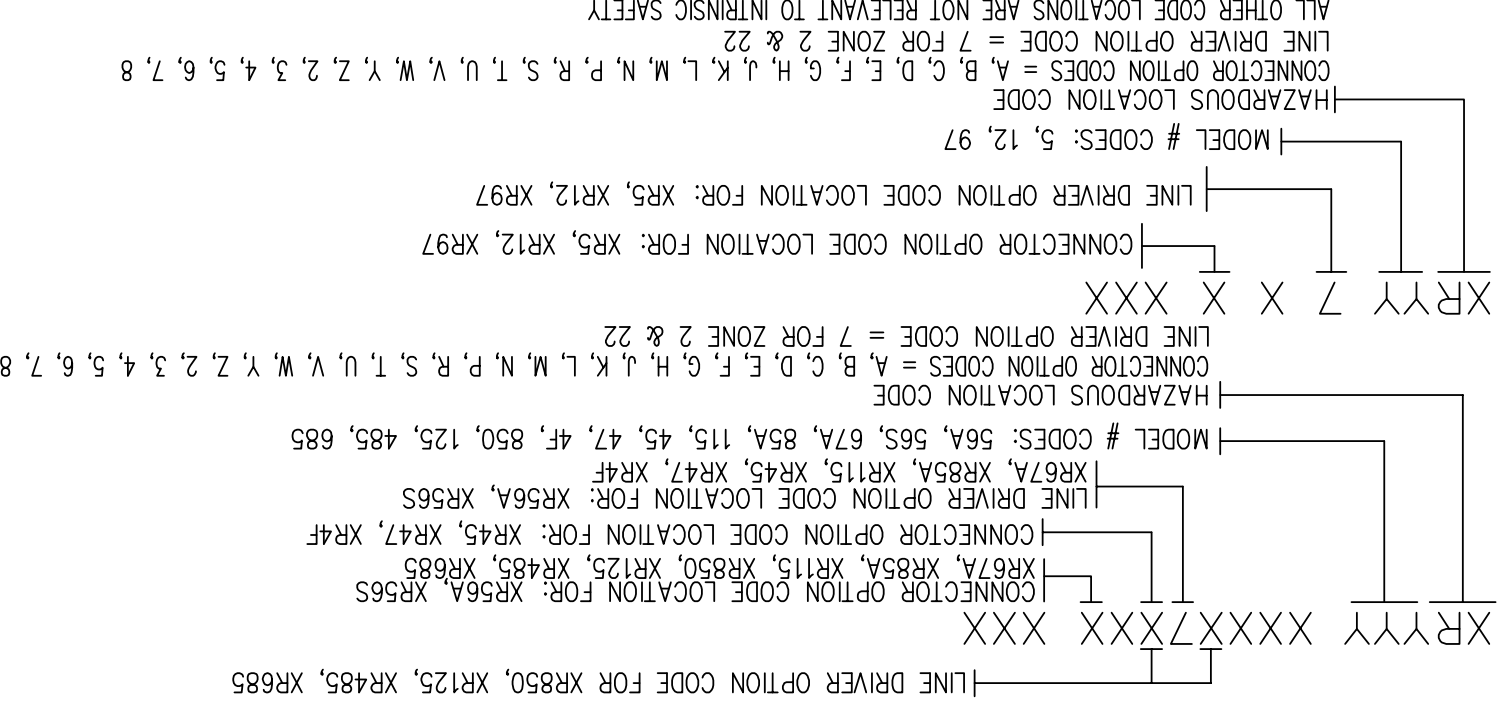 LINE DRIVER OPTION CODE FOR XR850, XR125, XR485, XR685
XRYYY XXXX7XXX XXX
CONNECTOR OPTION CODE LOCATION FOR: XR56A, XR56S
XR67A, XR85A, XR115, XR850, XR125, XR485, XR685
CONNECTOR OPTION CODE LOCATION FOR: XR45, XR47, XR4F
LINE DRIVER OPTION CODE LOCATION FOR: XR56A, XR56S
XR67A, XR85A, XR115, XR45, XR47, XR4F
MODEL # CODES: 56A, 56S, 67A, 85A, 115, 45, 47, 4F, 850, 125, 485, 685
HAZARDOUS LOCATION CODE
CONNECTOR OPTION CODES = A, B, C, D, E, F, G, H, J, K, L, M, N, P, R, S, T, U, V, W, Y, Z, 2, 3, 4, 5, 6, 7, 8
LINE DRIVER OPTION CODE = 7 FOR ZONE 2 & 22
XRYY 7 X X XXX
CONNECTOR OPTION CODE LOCATION FOR: XR5, XR12, XR97
LINE DRIVER OPTION CODE LOCATION FOR: XR5, XR12, XR97
MODEL # CODES: 5, 12, 97
HAZARDOUS LOCATION CODE
CONNECTOR OPTION CODES = A, B, C, D, E, F, G, H, J, K, L, M, N, P, R, S, T, U, V, W, Y, Z, 2, 3, 4, 5, 6, 7, 8
LINE DRIVER OPTION CODE = 7 FOR ZONE 2 & 22
ALL OTHER CODE LOCATIONS ARE NOT RELEVANT TO INTRINSIC SAFETY